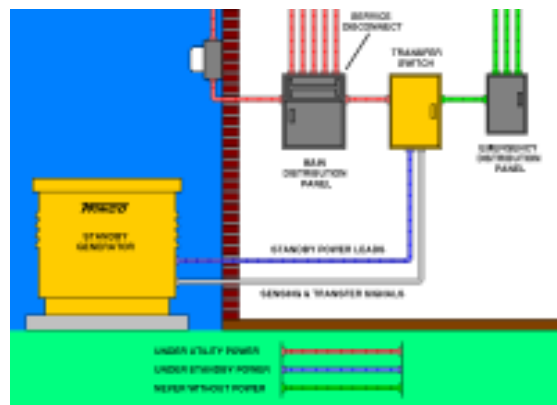 SERVICE
DISCONNECT
TRANSFER
SWITCH
MAIN
DISTRIBUTION
PANEL
EMERGENCY
DISTRIBUTION
PANEL
STANDBY
GENERATOR
STANDBY POWER LEADS
SENSING & TRANSFER SIGNALS
UNDER UTILITY POWER
UNDER STANDBY POWER
NEVER WITHOUT POWER